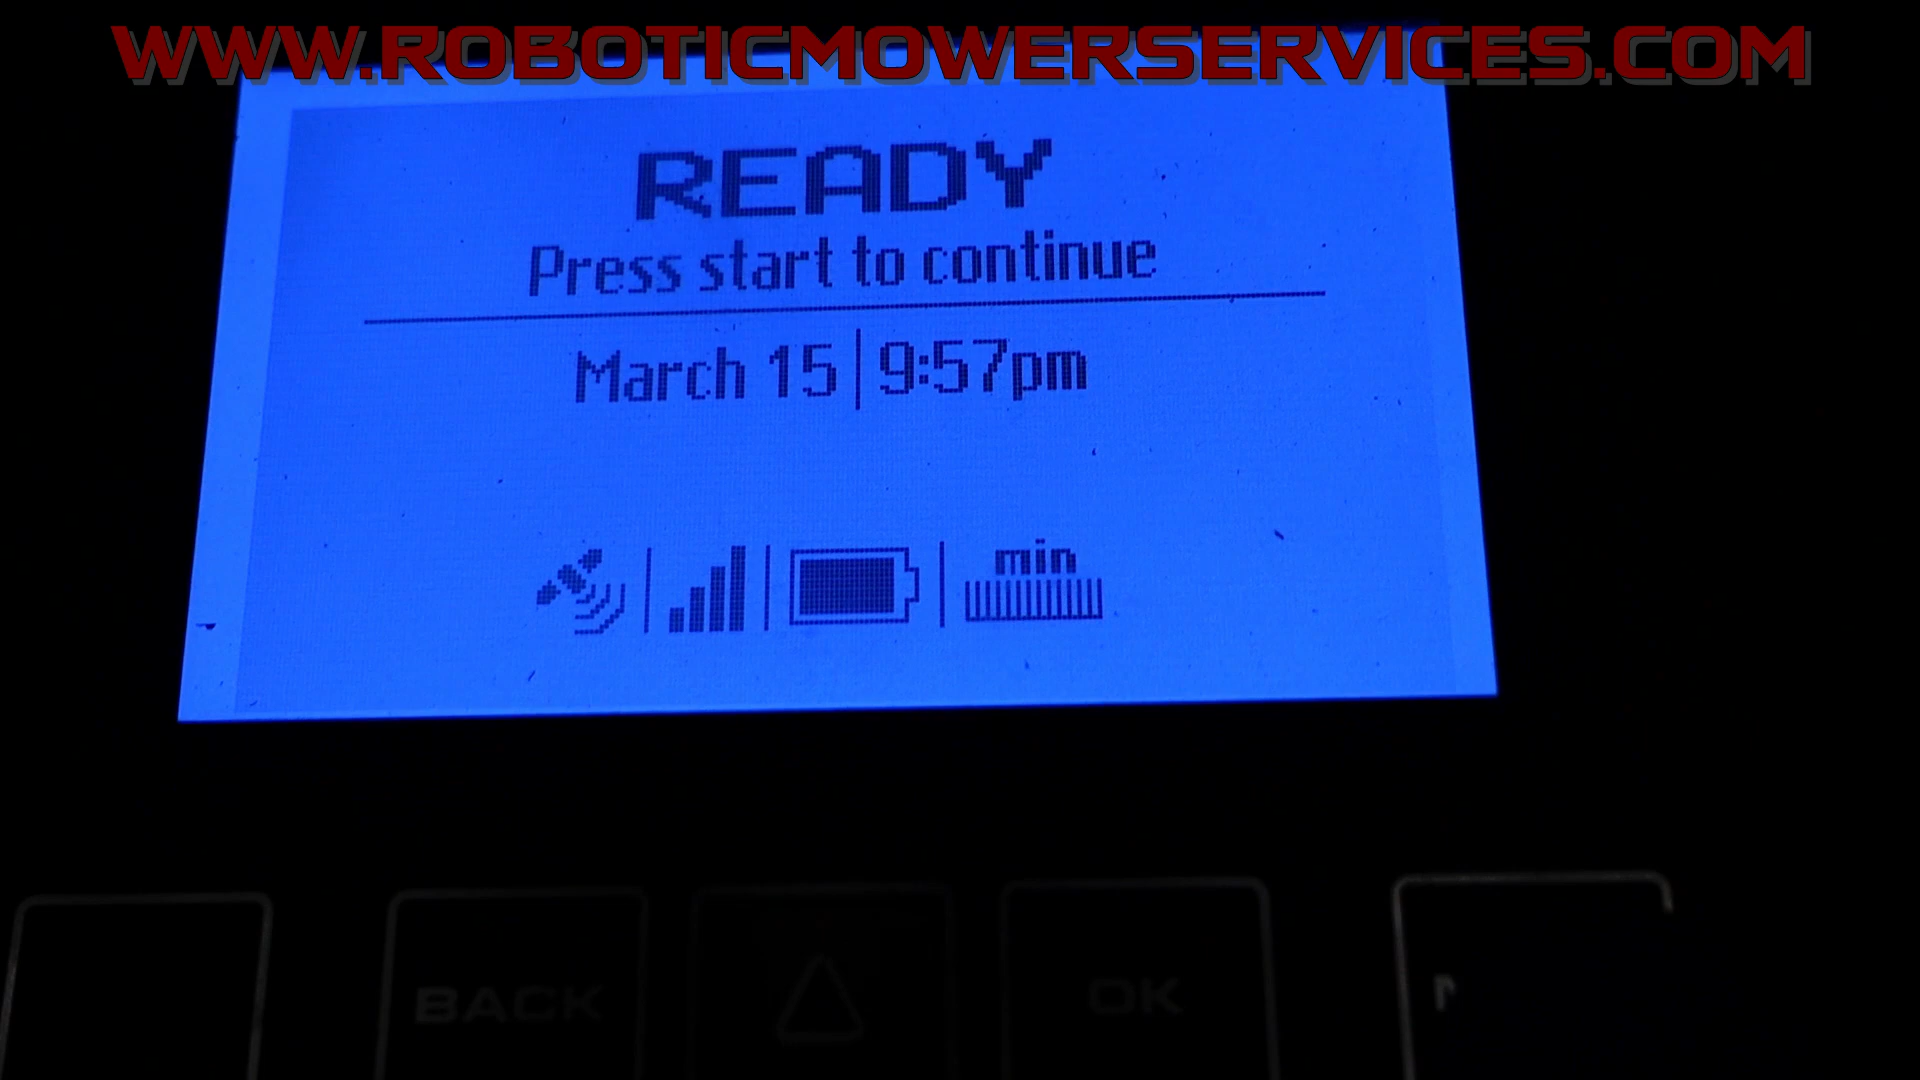 WWW.ROBOTICMOWERSERVICES.COM
READY
Press start to continue
March 15 | 9:57pm
min
BACK
OK